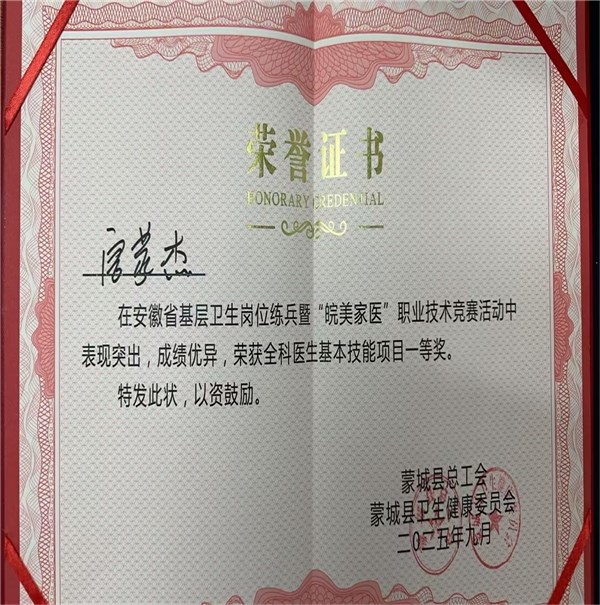 荣誉证书
HONORARY CREDENTIAL
蒙杰
在安徽省基层卫生岗位练兵暨“皖美家医”职业技术竞赛活动中
表现突出，成绩优异，荣获全科医生基本技能项目一等奖。
特发此状，以资鼓励。
蒙城县总工会
蒙城县卫生健康委员会
二〇二五年九月